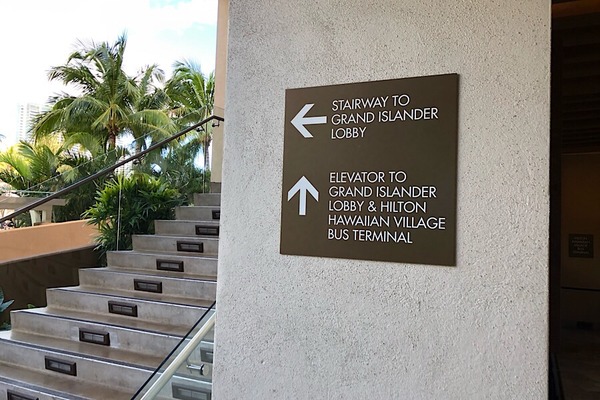 STAIRWAY TO
GRAND ISLANDER
LOBBY
ELEVATOR TO
GRAND ISLANDER
LOBBY & HILTON
HAWAIIAN VILLAGE
BUS TERMINAL